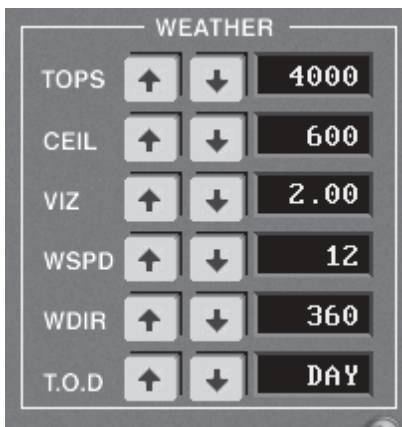 WEATHER
TOPS 4000
CEIL 600
VIZ 2.00
WSPD 12
WDIR 360
T.O.D DAY